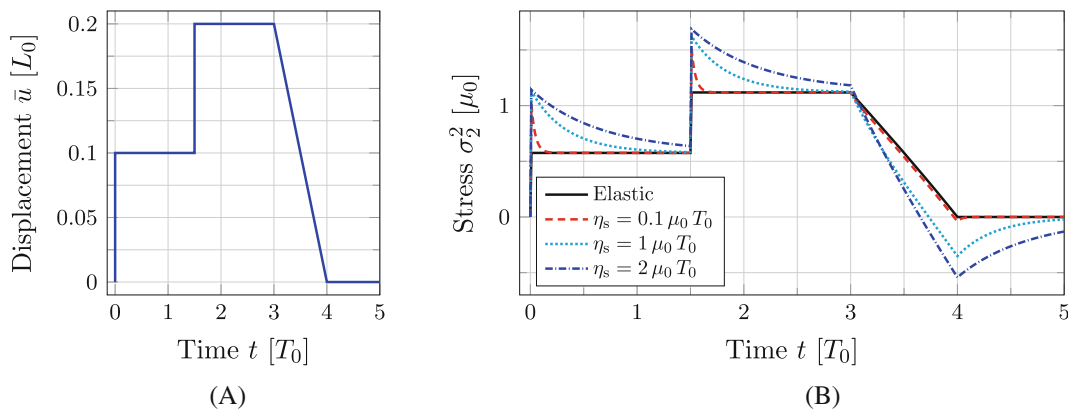 0.2
0.15
0.1
0.05
0
Displacement ū [L₀]
0 1 2 3 4 5
Time t [T₀]
(A)
1
0
Stress σ₂² [μ₀]
Elastic
ηₛ = 0.1 μ₀ T₀
ηₛ = 1 μ₀ T₀
ηₛ = 2 μ₀ T₀
0 1 2 3 4 5
Time t [T₀]
(B)